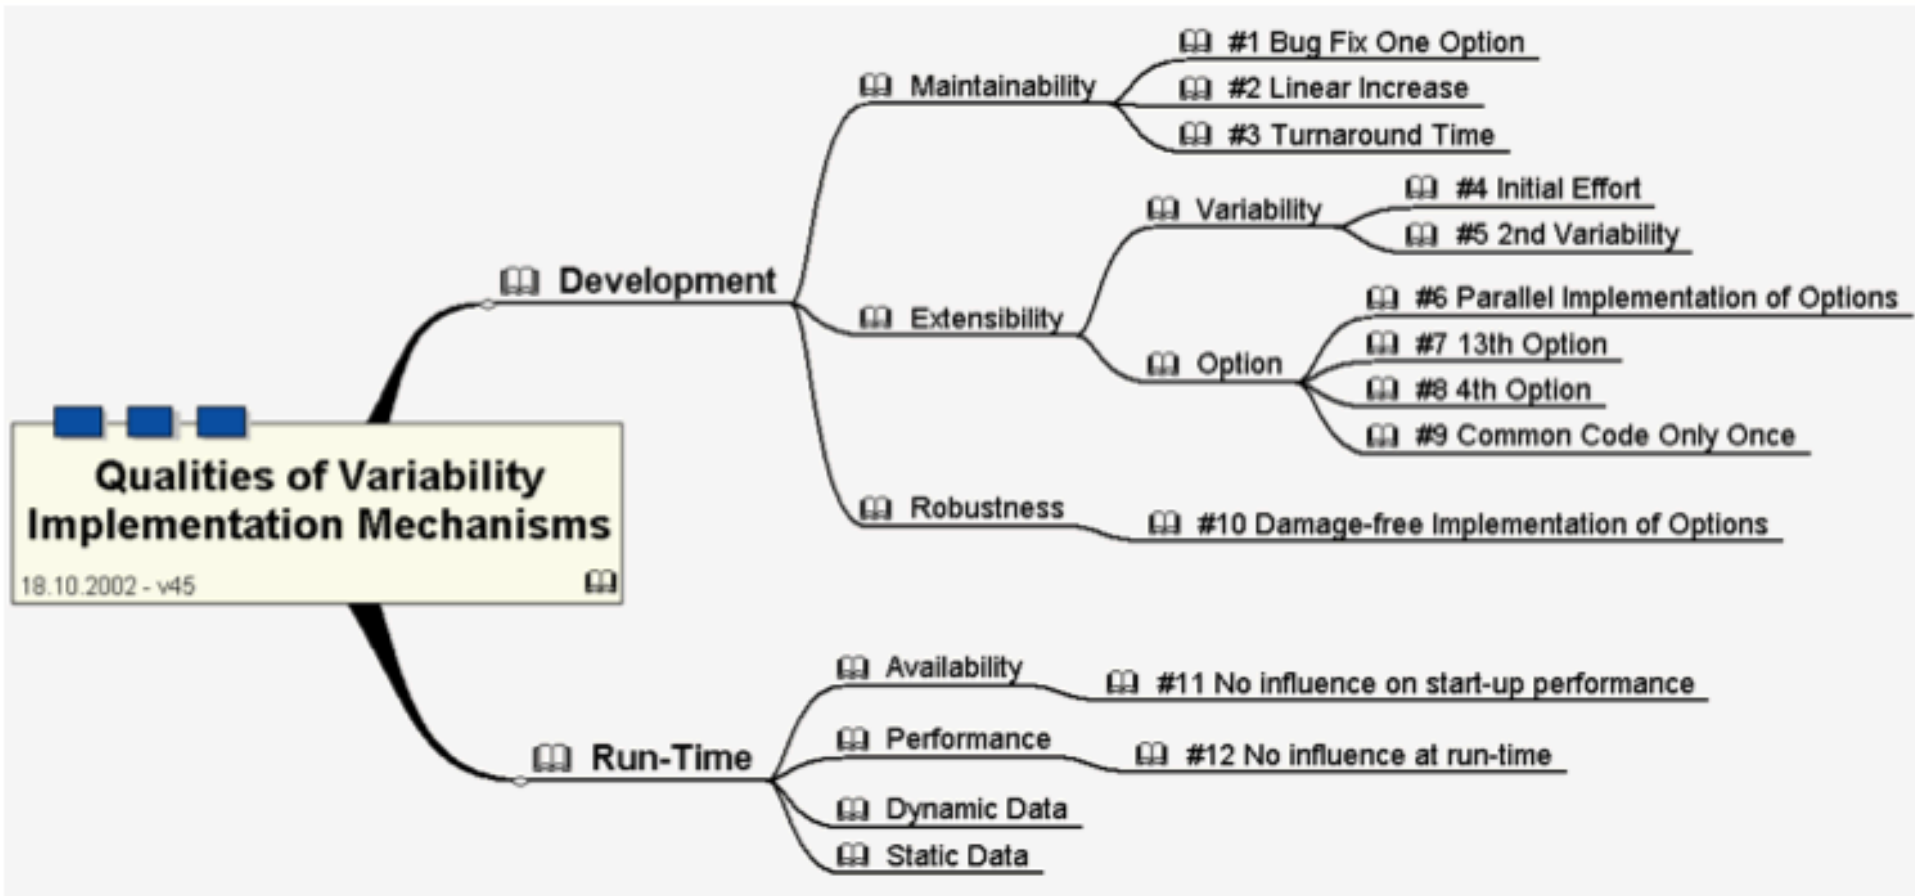 #1 Bug Fix One Option
Maintainability
#2 Linear Increase
#3 Turnaround Time
#4 Initial Effort
Variability
#5 2nd Variability
Development
#6 Parallel Implementation of Options
Extensibility
#7 13th Option
Option
#8 4th Option
#9 Common Code Only Once
Qualities of Variability
Implementation Mechanisms
18.10.2002 - v45
Robustness
#10 Damage-free Implementation of Options
Availability
#11 No influence on start-up performance
Run-Time
Performance
#12 No influence at run-time
Dynamic Data
Static Data